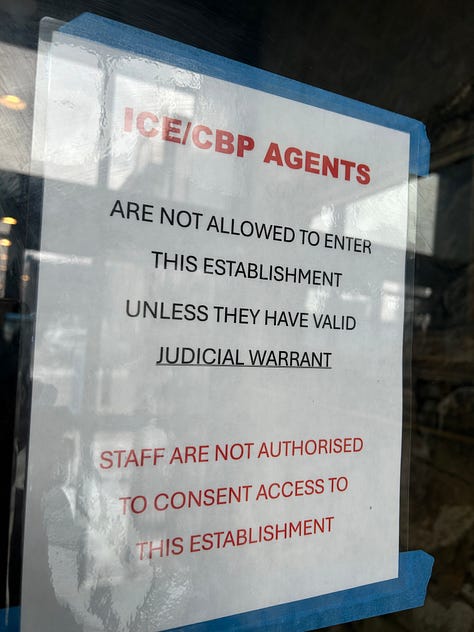 ICE/CBP AGENTS
ARE NOT ALLOWED TO ENTER
THIS ESTABLISHMENT
UNLESS THEY HAVE VALID
JUDICIAL WARRANT
STAFF ARE NOT AUTHORISED
TO CONSENT ACCESS TO
THIS ESTABLISHMENT